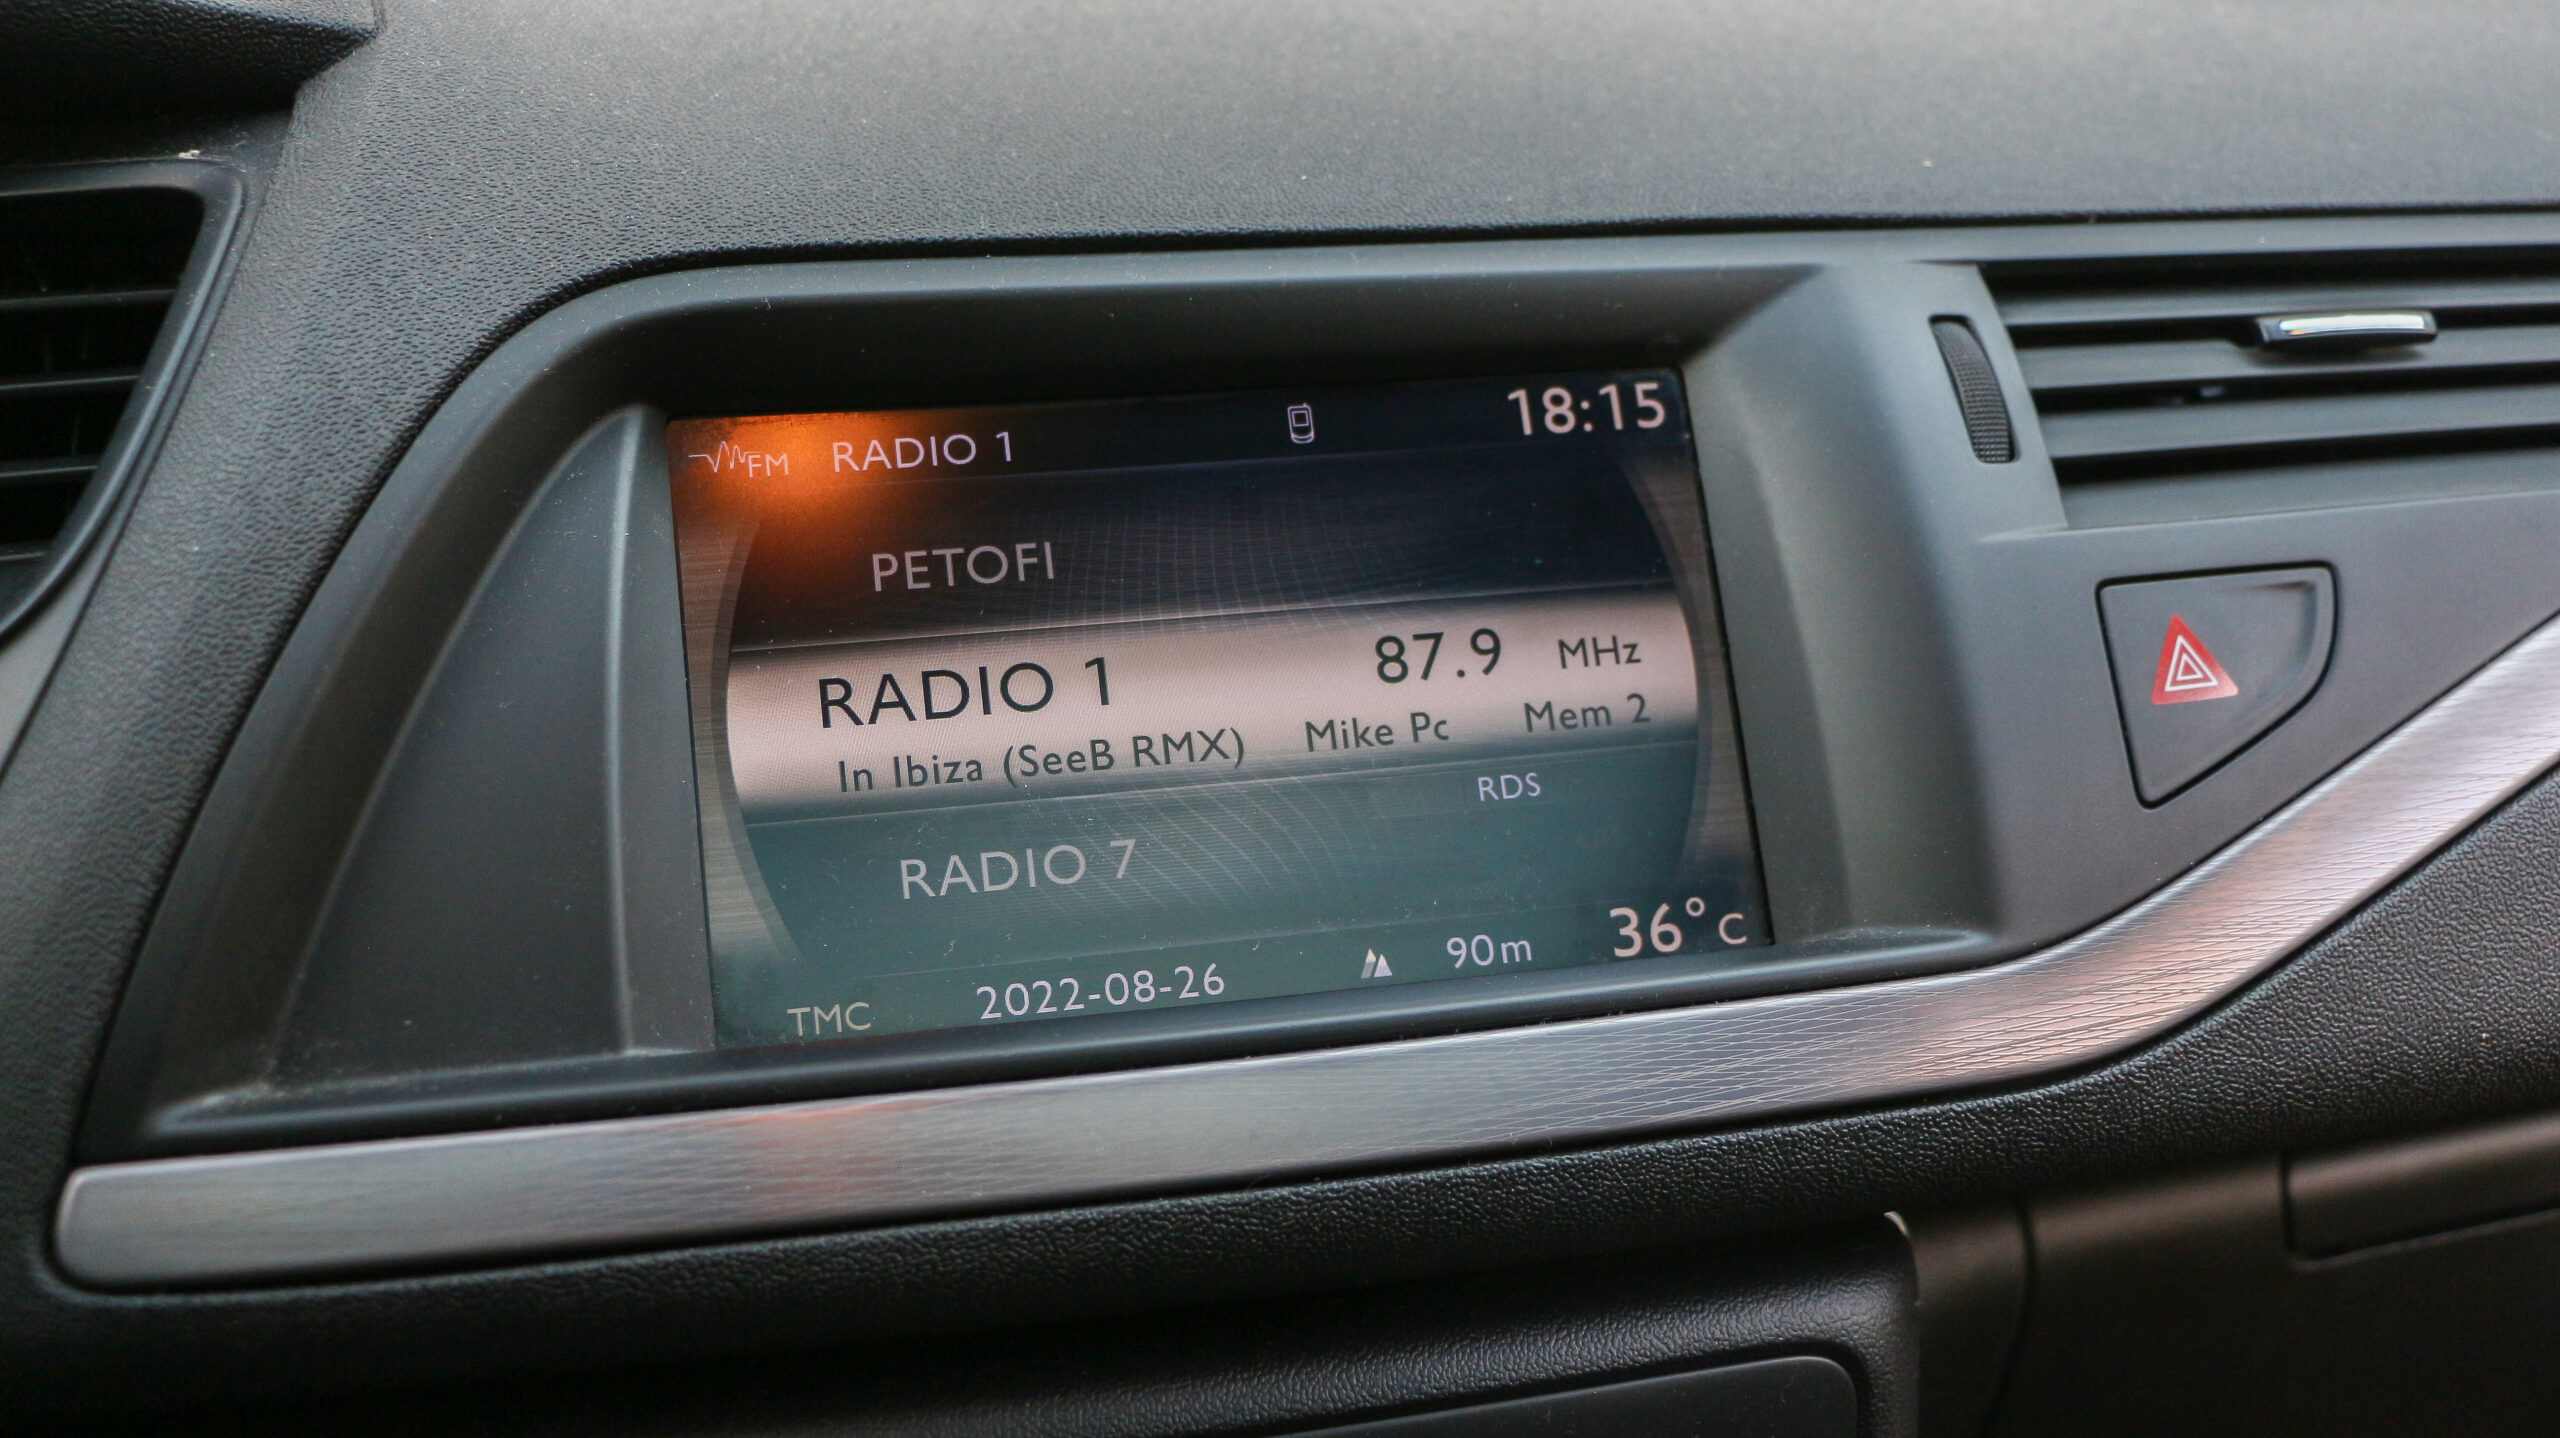 FM RADIO 1 18:15
PETOFI
RADIO 1 87.9 MHz
In Ibiza (SeeB RMX) Mike Pc Mem 2
RDS
RADIO 7
TMC 2022-08-26 90m 36°C